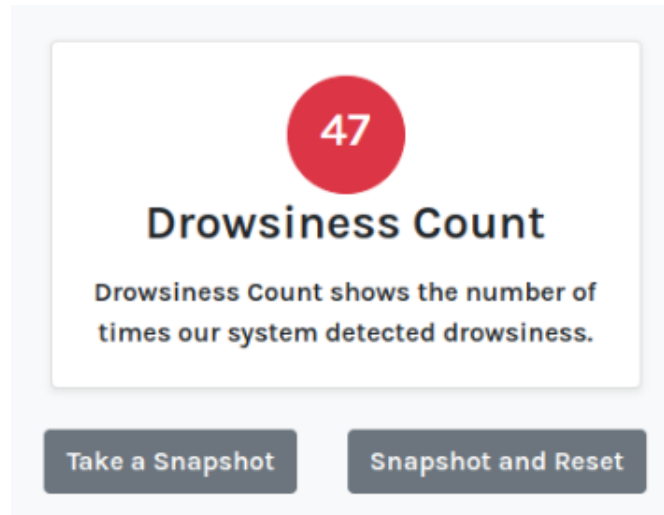 47
Drowsiness Count
Drowsiness Count shows the number of
times our system detected drowsiness.
Take a Snapshot
Snapshot and Reset